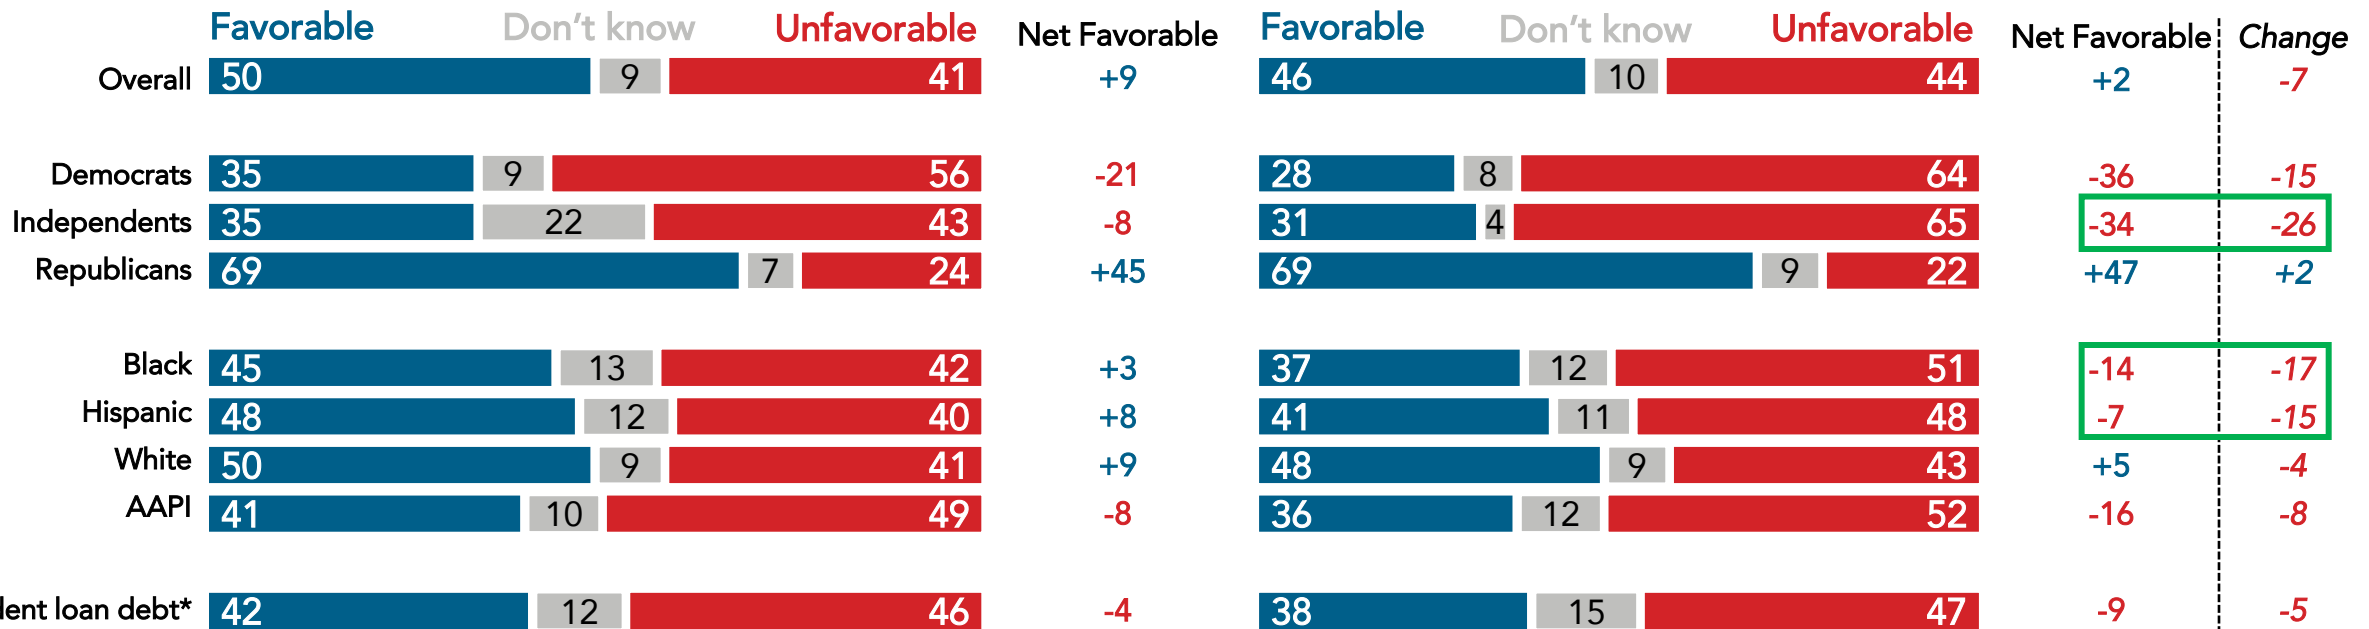 Favorable Don't know Unfavorable Net Favorable Favorable Don't know Unfavorable Net Favorable Change
Overall 50 9 41 +9 46 10 44 +2 -7
Democrats 35 9 56 -21 28 8 64 -36 -15
Independents 35 22 43 -8 31 4 65 -34 -26
Republicans 69 7 24 +45 69 9 22 +47 +2
Black 45 13 42 +3 37 12 51 -14 -17
Hispanic 48 12 40 +8 41 11 48 -7 -15
White 50 9 41 +9 48 9 43 +5 -4
AAPI 41 10 49 -8 36 12 52 -16 -8
loan debt* 42 12 46 -4 38 15 47 -9 -5